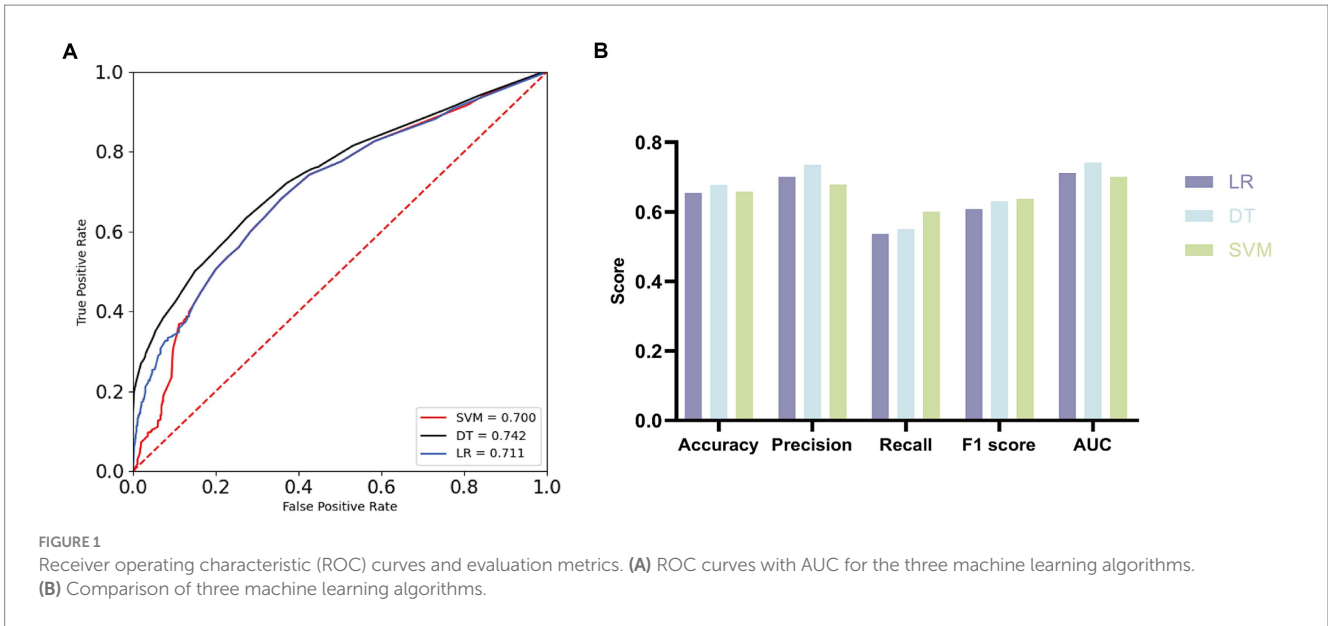 A
1.0
0.8
0.6
0.4
0.2
0.0
True Positive Rate
0.0 0.2 0.4 0.6 0.8 1.0
False Positive Rate
SVM = 0.700
DT = 0.742
LR = 0.711
B
0.8
0.6
0.4
0.2
0.0
Score
Accuracy Precision Recall F1 score AUC
LR
DT
SVM
FIGURE 1
Receiver operating characteristic (ROC) curves and evaluation metrics. (A) ROC curves with AUC for the three machine learning algorithms.
(B) Comparison of three machine learning algorithms.